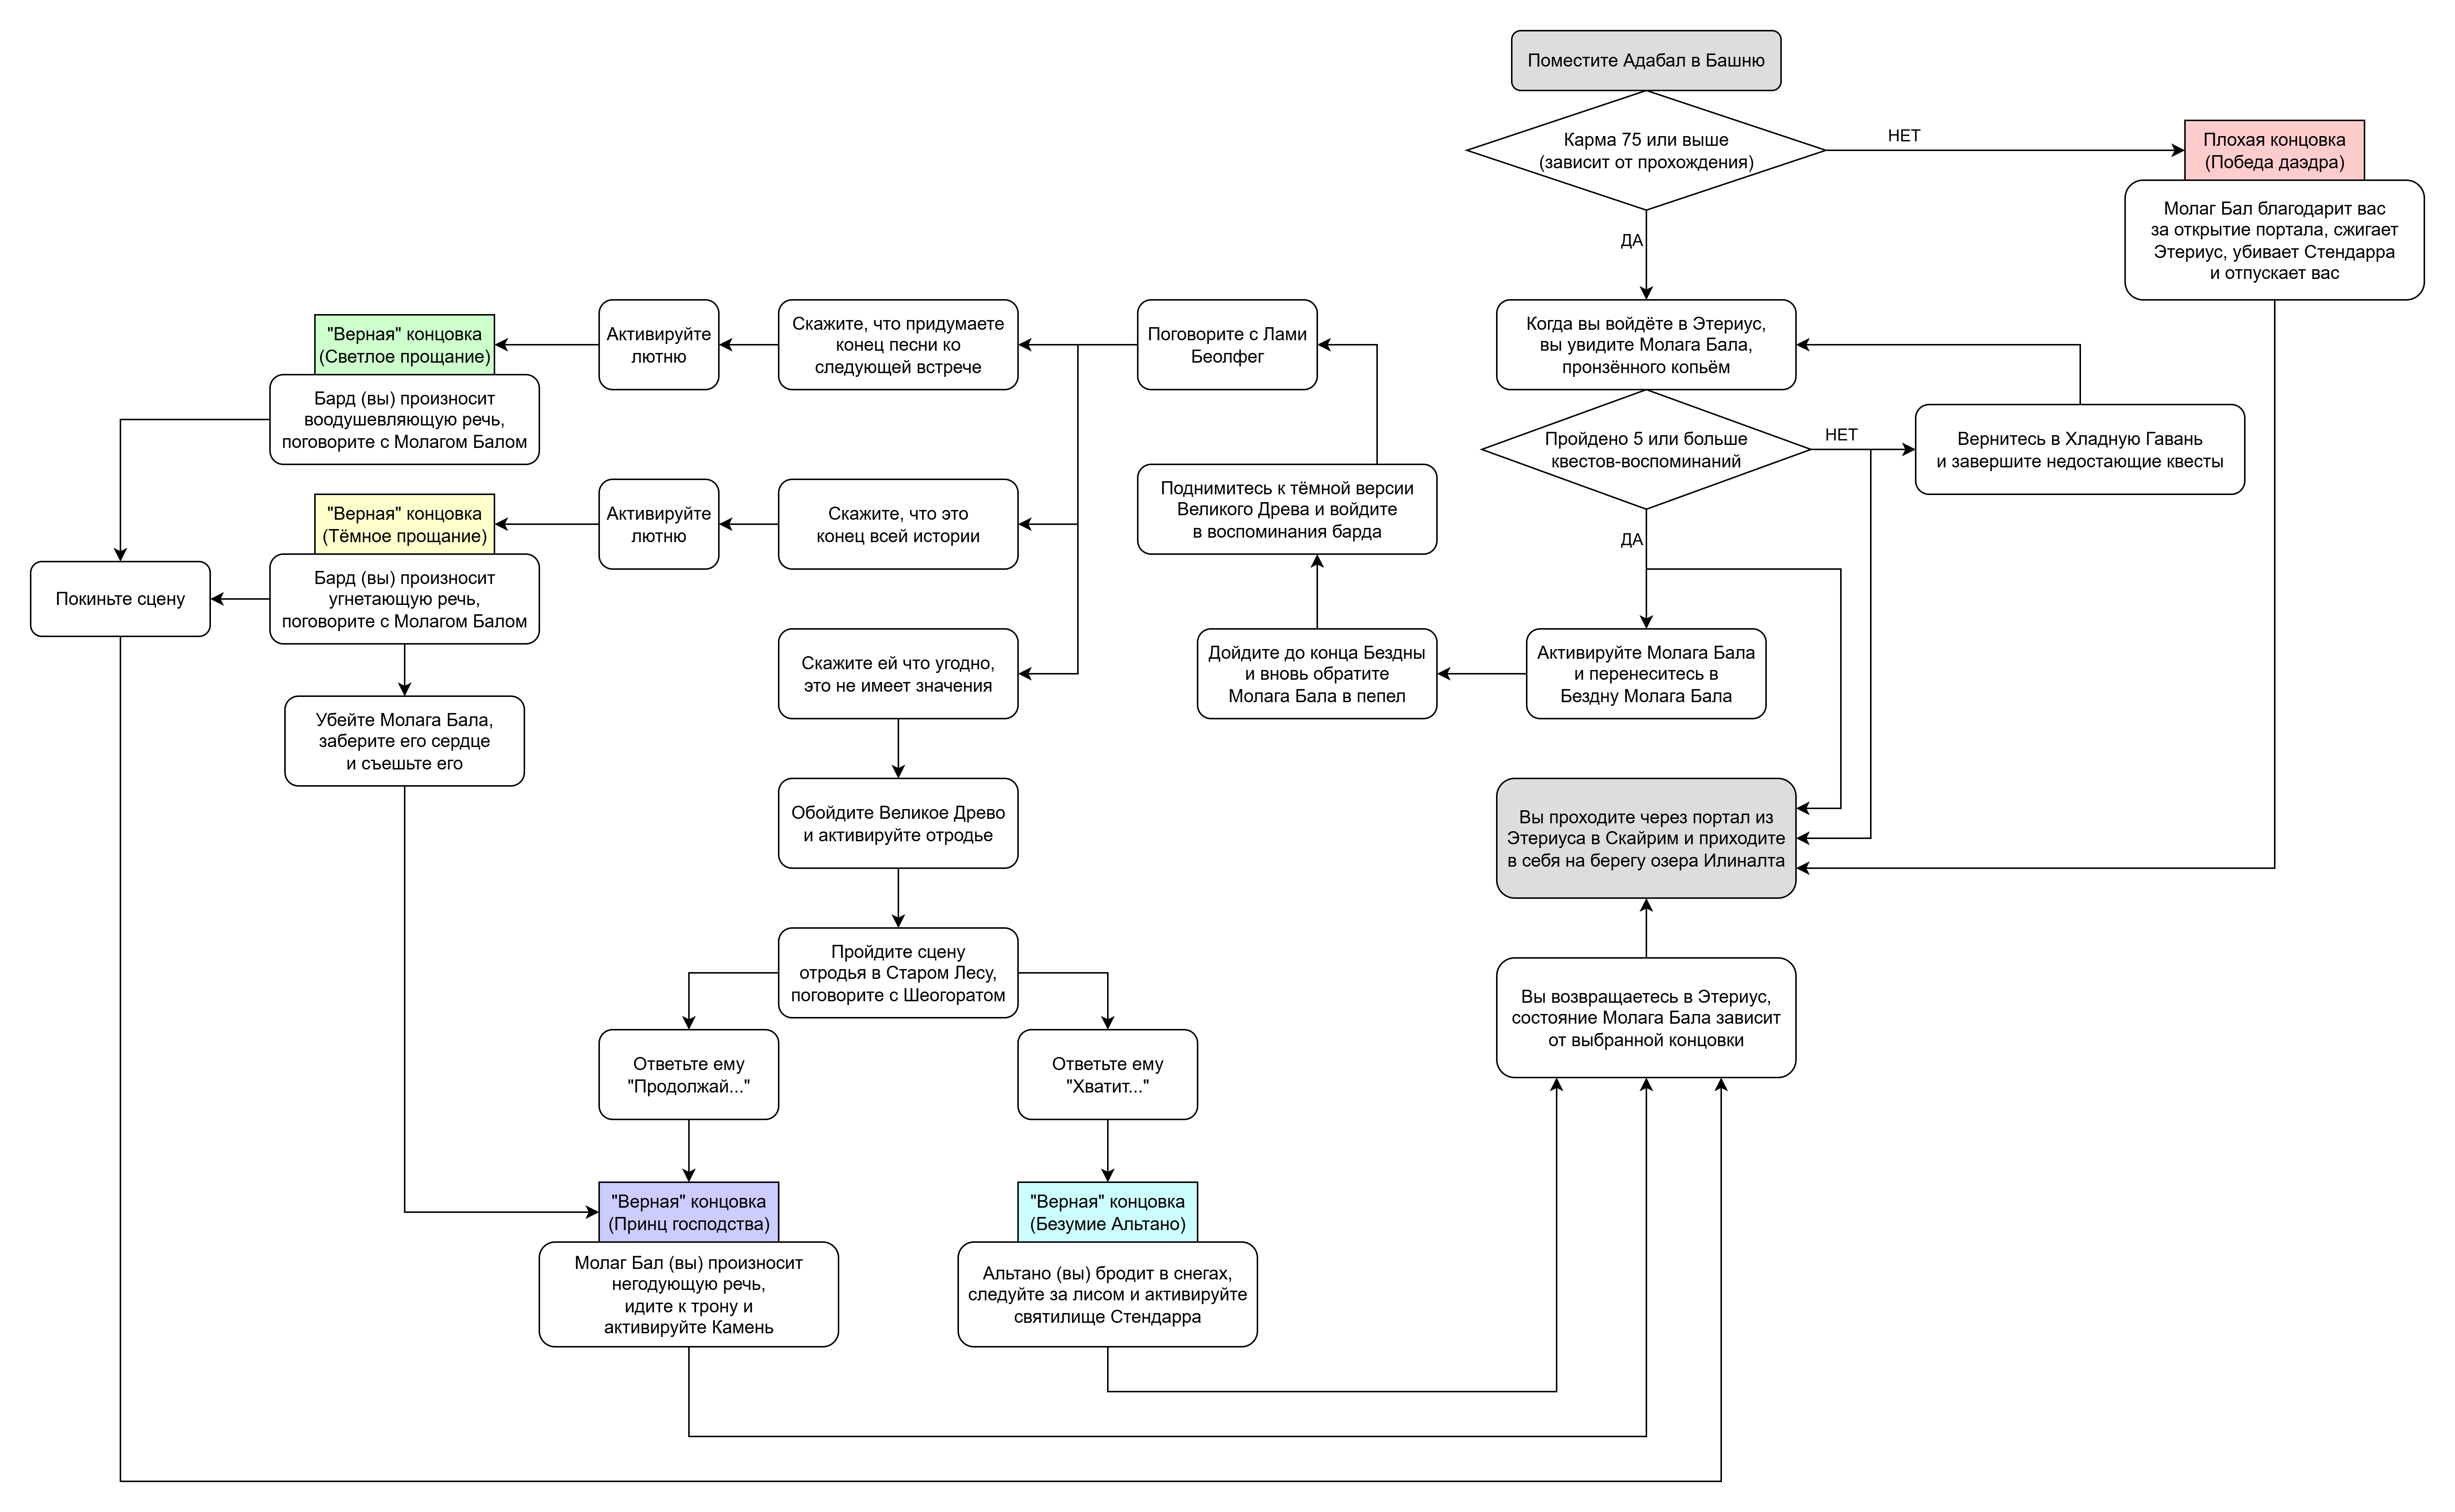 Поместите Адабал в Башню
Карма 75 или выше
(зависит от прохождения)
НЕТ
Плохая концовка
(Победа даэдра)
Молаг Бал благодарит вас
за открытие портала, сжигает
Этериус, убивает Стендарра
и отпускает вас
ДА
Когда вы войдёте в Этериус,
вы увидите Молага Бала,
пронзённого копьём
Пройдено 5 или больше
квестов-воспоминаний
НЕТ
Вернитесь в Хладную Гавань
и завершите недостающие квесты
ДА
Активируйте Молага Бала
и перенеситесь в
Бездну Молага Бала
Дойдите до конца Бездны
и вновь обратите
Молага Бала в пепел
Поднимитесь к тёмной версии
Великого Древа и войдите
в воспоминания барда
Поговорите с Лами
Беолфег
Скажите, что придумаете
конец песни ко
следующей встрече
Активируйте
лютню
"Верная" концовка
(Светлое прощание)
Бард (вы) произносит
воодушевляющую речь,
поговорите с Молагом Балом
Скажите, что это
конец всей истории
Активируйте
лютню
"Верная" концовка
(Тёмное прощание)
Бард (вы) произносит
угнетающую речь,
поговорите с Молагом Балом
Покиньте сцену
Убейте Молага Бала,
заберите его сердце
и съешьте его
Скажите ей что угодно,
это не имеет значения
Обойдите Великое Древо
и активируйте отродье
Пройдите сцену
отродья в Старом Лесу,
поговорите с Шеогоратом
Ответьте ему
"Продолжай..."
Ответьте ему
"Хватит..."
"Верная" концовка
(Принц господства)
Молаг Бал (вы) произносит
негодующую речь,
идите к трону и
активируйте Камень
"Верная" концовка
(Безумие Альтано)
Альтано (вы) бродит в снегах,
следуйте за лисом и активируйте
святилище Стендарра
Вы возвращаетесь в Этериус,
состояние Молага Бала зависит
от выбранной концовки
Вы проходите через портал из
Этериуса в Скайрим и приходите
в себя на берегу озера Илиналта